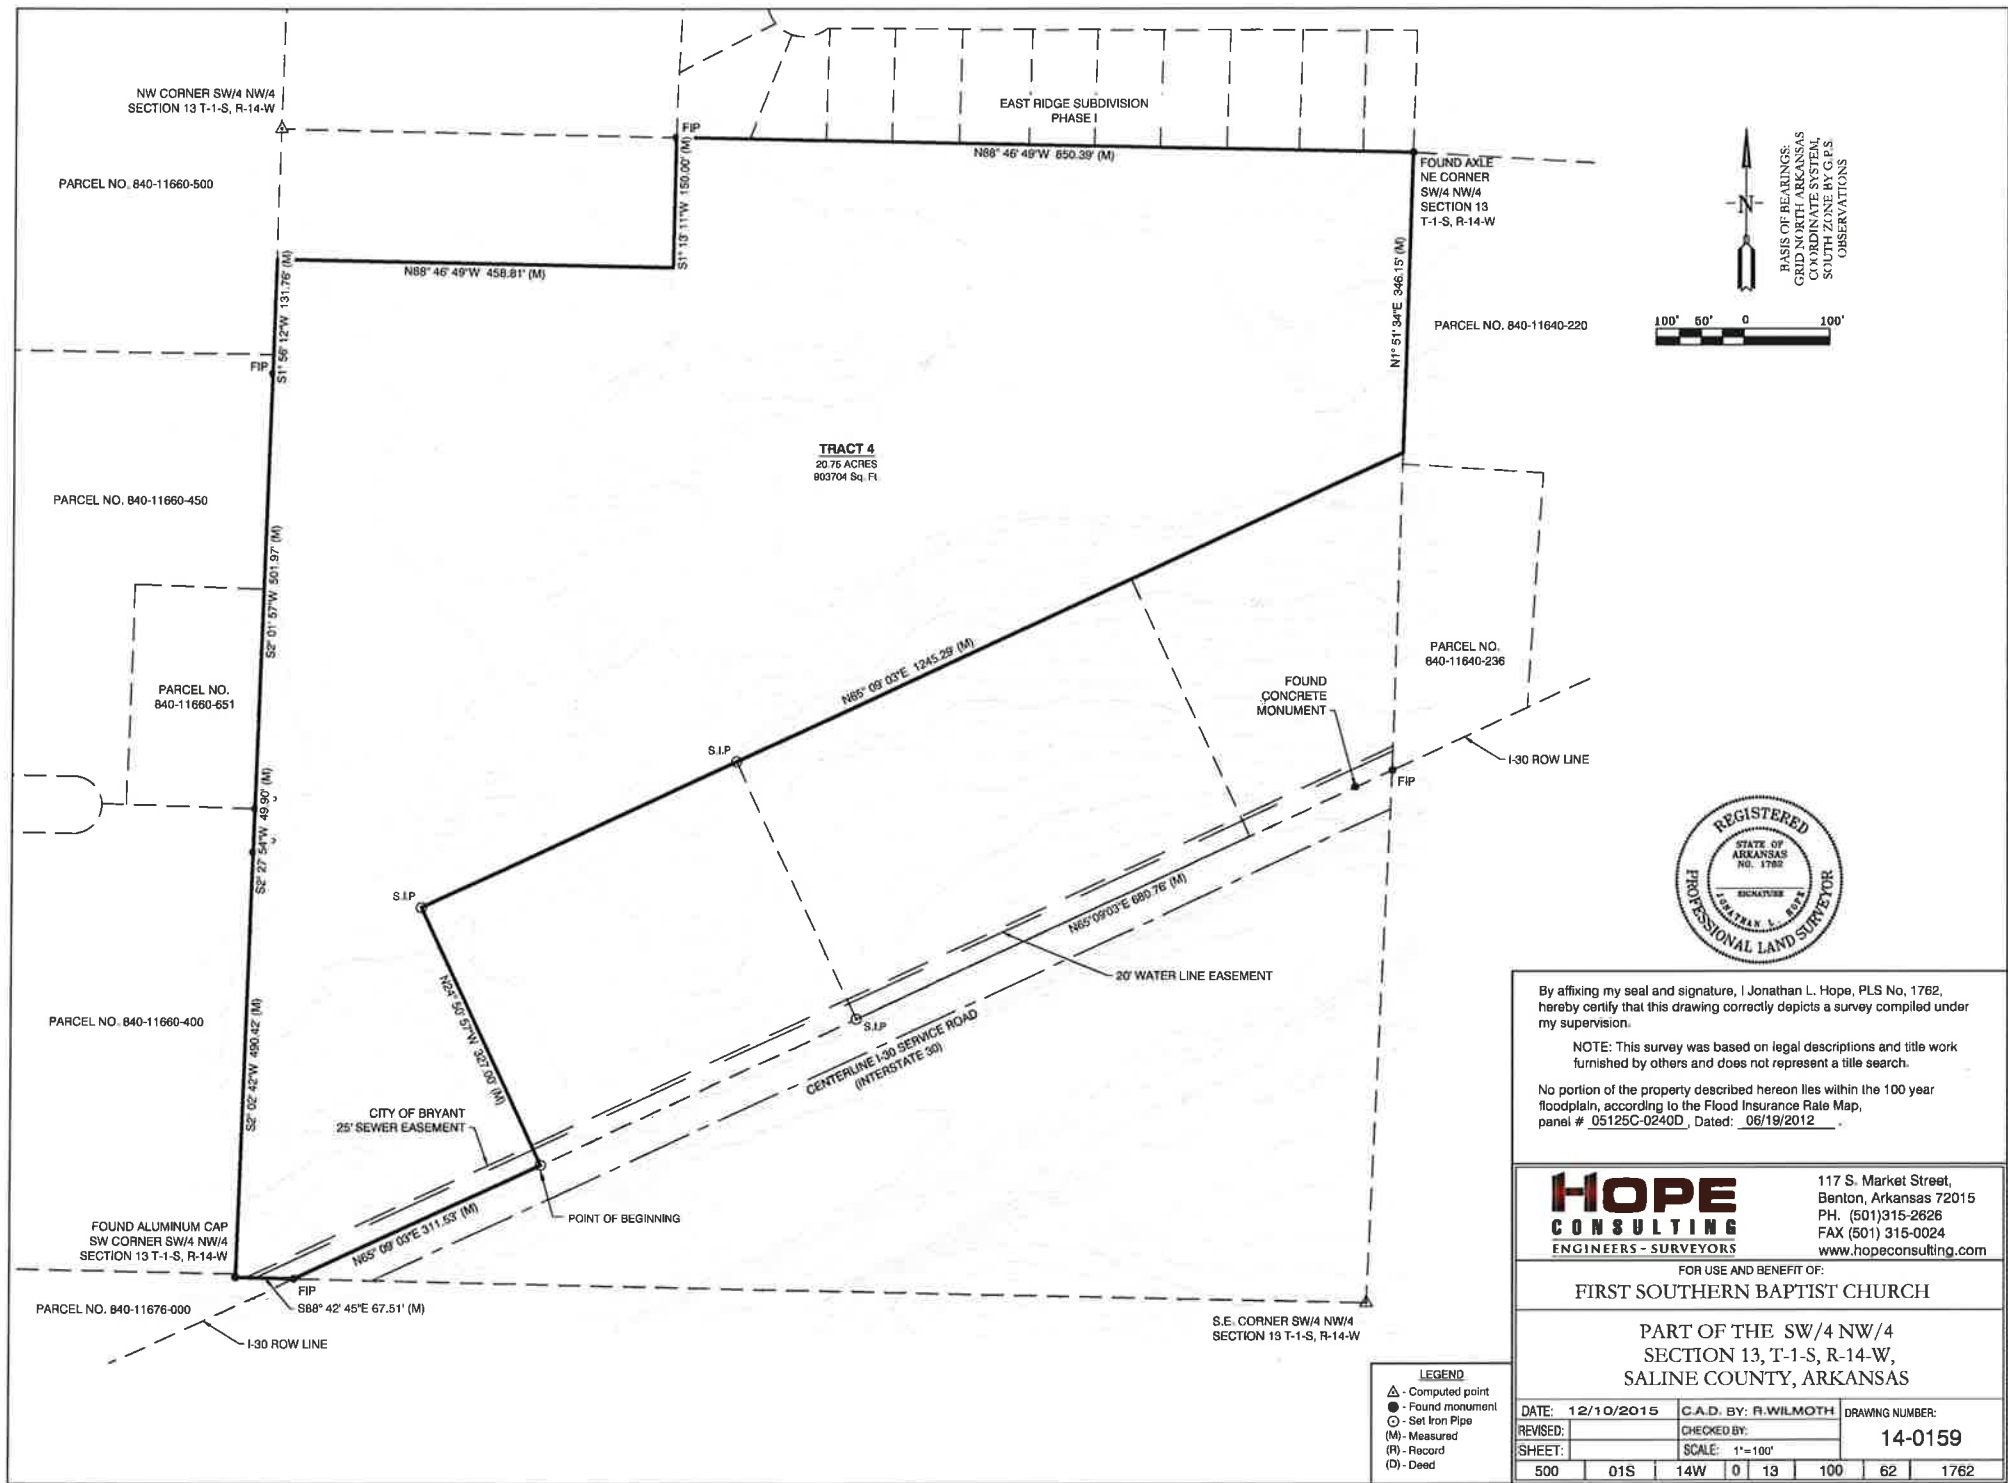 NW CORNER SW/4 NW/4
SECTION 13 T-1-S, R-14-W
PARCEL NO. 840-11660-500
FIP
EAST RIDGE SUBDIVISION
PHASE I
N88° 46' 49"W 850.39' (M)
S1° 13' 11"W 150.00' (M)
N88° 46' 49"W 458.81' (M)
S1° 56' 12"W 131.76' (M)
FIP
FOUND AXLE
NE CORNER
SW/4 NW/4
SECTION 13
T-1-S, R-14-W
N1° 51' 34"E 346.15' (M)
PARCEL NO. 840-11640-220
N
BASIS OF BEARINGS:
GRID NORTH ARKANSAS
COORDINATE SYSTEM,
SOUTH ZONE BY G.P.S.
OBSERVATIONS
100' 50' 0 100'
TRACT 4
20.75 ACRES
903704 Sq. Ft.
PARCEL NO. 840-11660-450
S2° 01' 57"W 501.97' (M)
PARCEL NO.
840-11660-651
S2° 27' 54"W 49.90' (M)
N65° 09' 03"E 1245.29' (M)
S.I.P
S.I.P
PARCEL NO.
840-11640-236
FOUND
CONCRETE
MONUMENT
I-30 ROW LINE
FIP
N65°09'03"E 680.76' (M)
20' WATER LINE EASEMENT
S.I.P
CENTERLINE I-30 SERVICE ROAD
(INTERSTATE 30)
N24° 50' 57"W 327.00' (M)
PARCEL NO. 840-11660-400
S2° 02' 42"W 490.42' (M)
CITY OF BRYANT
25' SEWER EASEMENT
POINT OF BEGINNING
N65° 09' 03"E 311.53' (M)
FOUND ALUMINUM CAP
SW CORNER SW/4 NW/4
SECTION 13 T-1-S, R-14-W
FIP
S88° 42' 45"E 67.51' (M)
PARCEL NO. 840-11676-000
I-30 ROW LINE
S.E. CORNER SW/4 NW/4
SECTION 13 T-1-S, R-14-W
REGISTERED
PROFESSIONAL LAND SURVEYOR
STATE OF
ARKANSAS
NO. 1762
SIGNATURE
JONATHAN L. HOPE
By affixing my seal and signature, I Jonathan L. Hope, PLS No, 1762,
hereby certify that this drawing correctly depicts a survey compiled under
my supervision.
NOTE: This survey was based on legal descriptions and title work
furnished by others and does not represent a title search.
No portion of the property described hereon lies within the 100 year
floodplain, according to the Flood Insurance Rate Map,
panel # 05125C-0240D , Dated: 06/19/2012 .
HOPE
CONSULTING
ENGINEERS - SURVEYORS
117 S. Market Street,
Benton, Arkansas 72015
PH. (501)315-2626
FAX (501) 315-0024
www.hopeconsulting.com
FOR USE AND BENEFIT OF:
FIRST SOUTHERN BAPTIST CHURCH
PART OF THE SW/4 NW/4
SECTION 13, T-1-S, R-14-W,
SALINE COUNTY, ARKANSAS
LEGEND
- Computed point
- Found monument
- Set Iron Pipe
(M) - Measured
(R) - Record
(D) - Deed
DATE: 12/10/2015 C.A.D. BY: R.WILMOTH DRAWING NUMBER:
REVISED: CHECKED BY: 14-0159
SHEET: SCALE: 1"=100'
500 01S 14W 0 13 100 62 1762